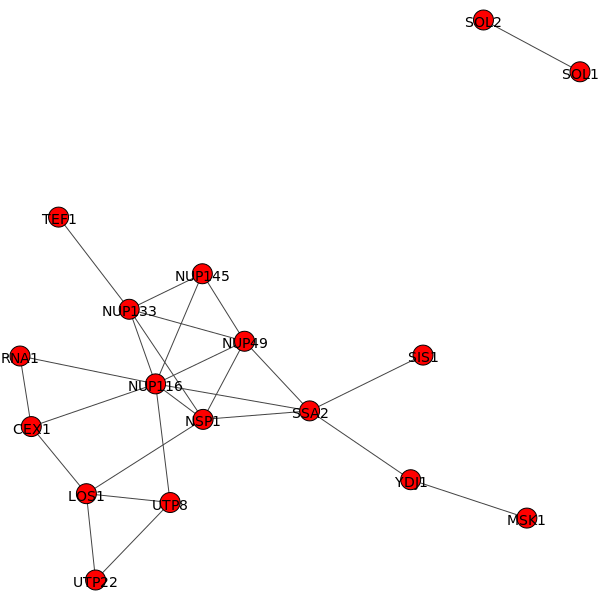 SOL2
SOL1
TEF1
NUP145
NUP133
NUP49
RNA1
SIS1
NUP116
SSA2
NSP1
CEX1
YDJ1
LOS1
UTP8
MSK1
UTP22